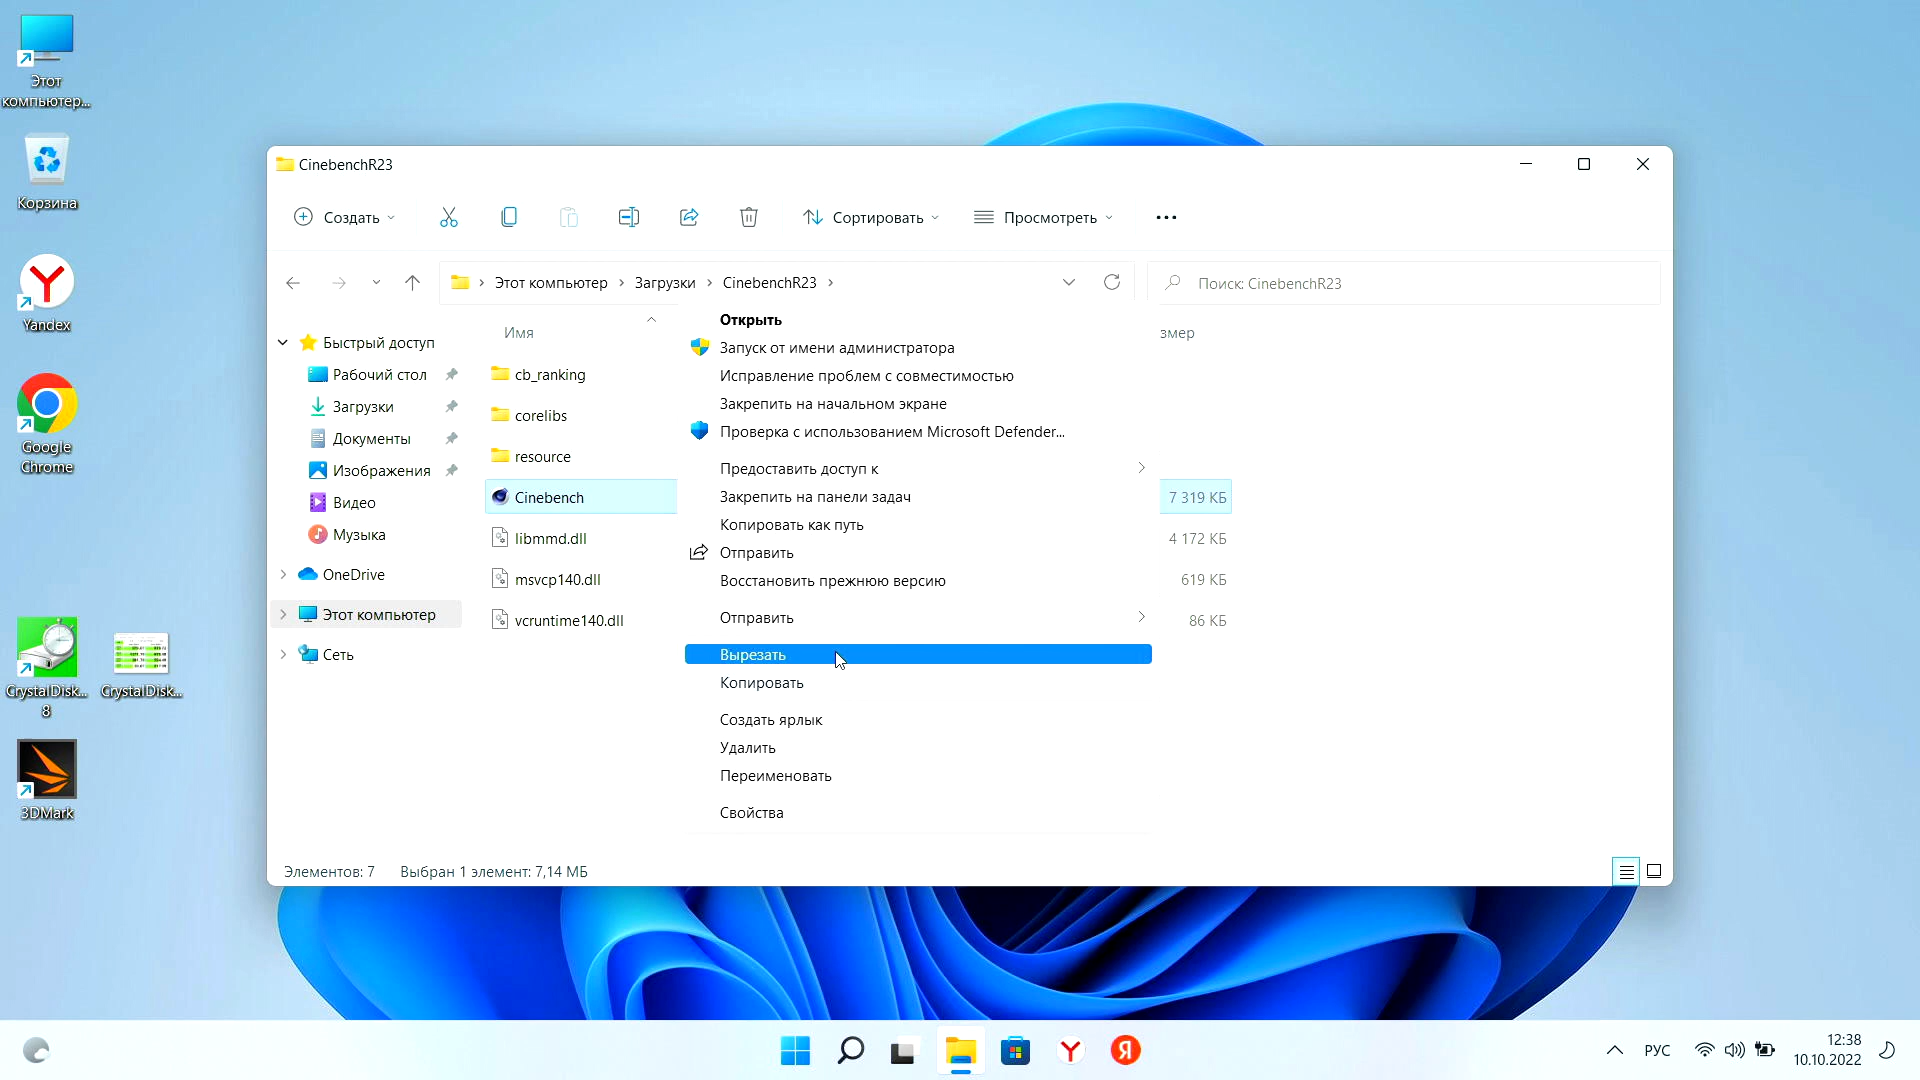 Этот
компьютер...
Корзина
Yandex
Google
Chrome
CrystalDisk...
8
CrystalDisk...
3DMark
CinebenchR23
Создать
Сортировать
Просмотреть
Этот компьютер
Загрузки
CinebenchR23
Поиск: CinebenchR23
Быстрый доступ
Рабочий стол
Загрузки
Документы
Изображения
Видео
Музыка
OneDrive
Этот компьютер
Сеть
Имя
змер
cb_ranking
corelibs
resource
Cinebench
7 319 КБ
libmmd.dll
4 172 КБ
msvcp140.dll
619 КБ
vcruntime140.dll
86 КБ
Открыть
Запуск от имени администратора
Исправление проблем с совместимостью
Закрепить на начальном экране
Проверка с использованием Microsoft Defender...
Предоставить доступ к
Закрепить на панели задач
Копировать как путь
Отправить
Восстановить прежнюю версию
Отправить
Вырезать
Копировать
Создать ярлык
Удалить
Переименовать
Свойства
Элементов: 7
Выбран 1 элемент: 7,14 МБ
РУС
12:38
10.10.2022